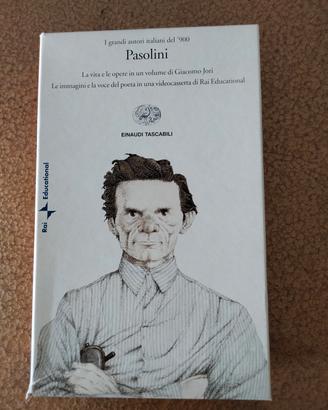 I grandi autori italiani del '900
Pasolini
La vita e le opere in un volume di Giacomo Jori
Le immagini e la voce del poeta in una videocassetta di Rai Educational
EINAUDI TASCABILI
Rai Educational